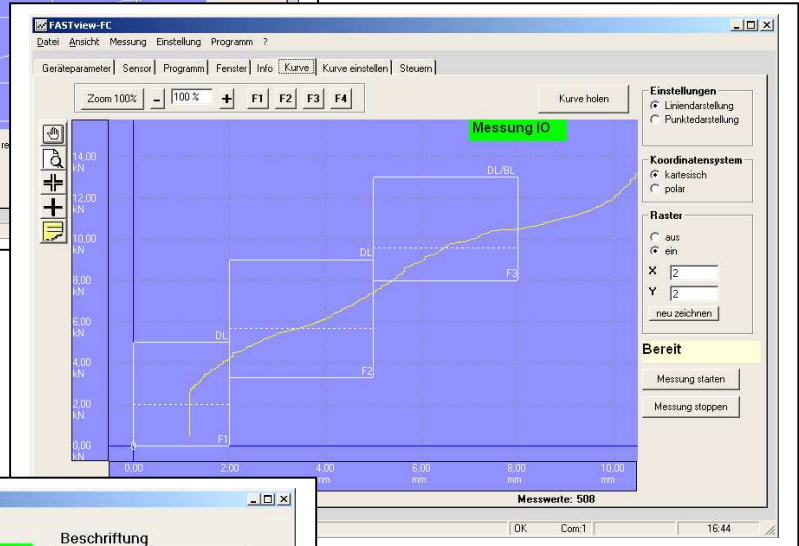 FASTview-FC
Datei Ansicht Messung Einstellung Programm ?
Geräteparameter Sensor Programm Fenster Info Kurve Kurve einstellen Steuern
Zoom 100% - 100 % + F1 F2 F3 F4 Kurve holen
Messung IO
14,00
kN
12,00
kN
10,00
kN
8,00
kN
6,00
kN
4,00
kN
2,00
kN
0,00
kN
DL/BL
DL
DL
F3
F2
F1
0
0,00 2,00 4,00 6,00 8,00 10,00
mm mm mm mm
Messwerte: 508
Einstellungen
Liniendarstellung
Punktedarstellung
Koordinatensystem
kartesisch
polar
Raster
aus
ein
X 2
Y 2
neu zeichnen
Bereit
Messung starten
Messung stoppen
OK Com:1 16:44
re
Beschriftung